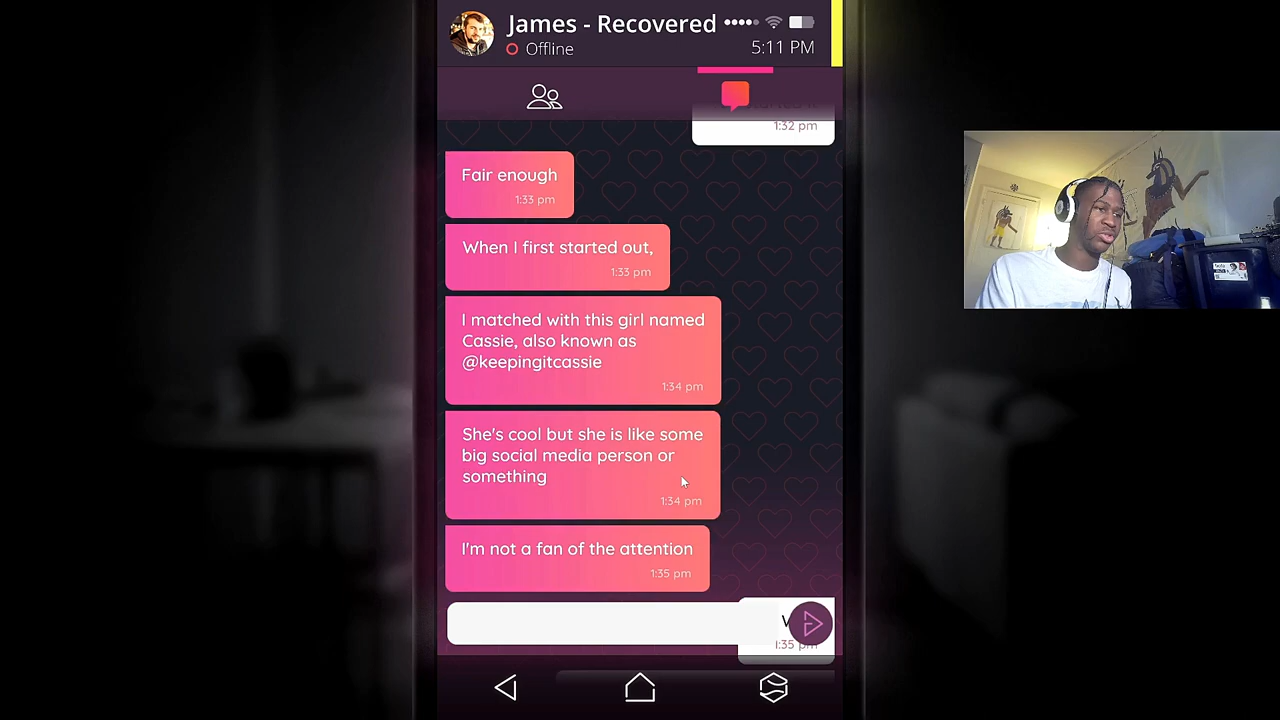 James - Recovered
Offline
5:11 PM
1:32 pm
Fair enough
1:33 pm
When I first started out,
1:33 pm
I matched with this girl named
Cassie, also known as
@keepingitcassie
1:34 pm
She's cool but she is like some
big social media person or
something
1:34 pm
I'm not a fan of the attention
1:35 pm
1:35 pm